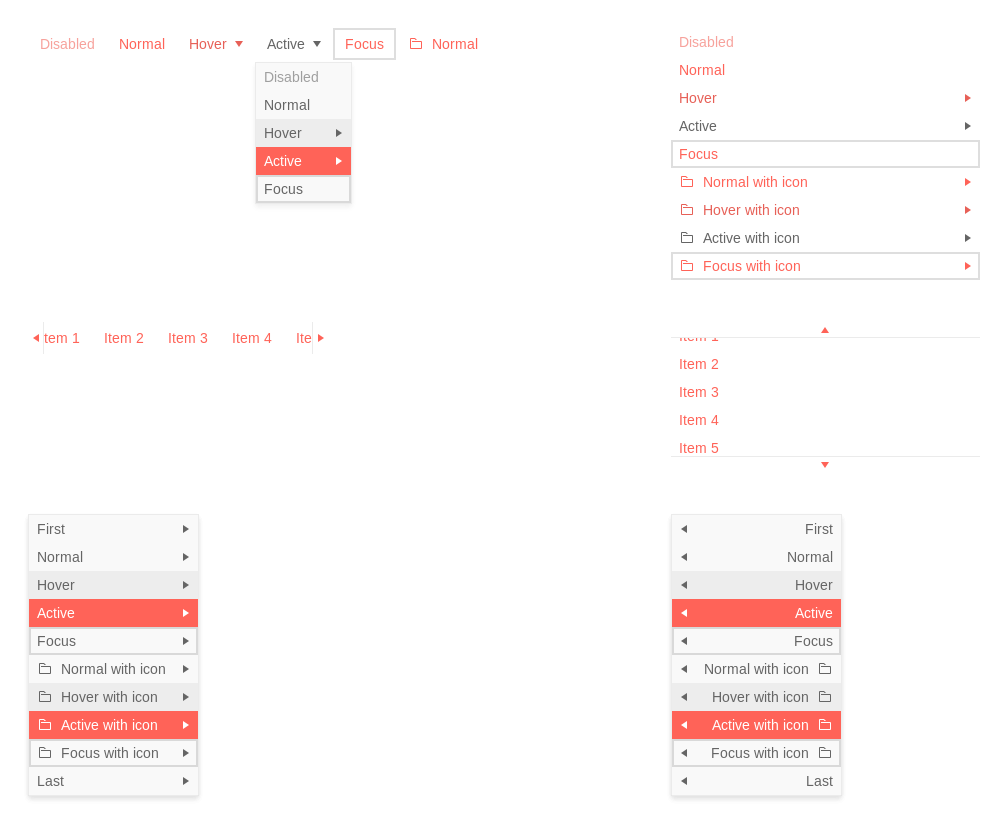 Disabled Normal Hover Active Focus Normal
Disabled
Normal
Hover
Active
Focus
Disabled
Normal
Hover
Active
Focus
Normal with icon
Hover with icon
Active with icon
Focus with icon
tem 1 Item 2 Item 3 Item 4 Ite
Item 1
Item 2
Item 3
Item 4
Item 5
First
Normal
Hover
Active
Focus
Normal with icon
Hover with icon
Active with icon
Focus with icon
Last
First
Normal
Hover
Active
Focus
Normal with icon
Hover with icon
Active with icon
Focus with icon
Last